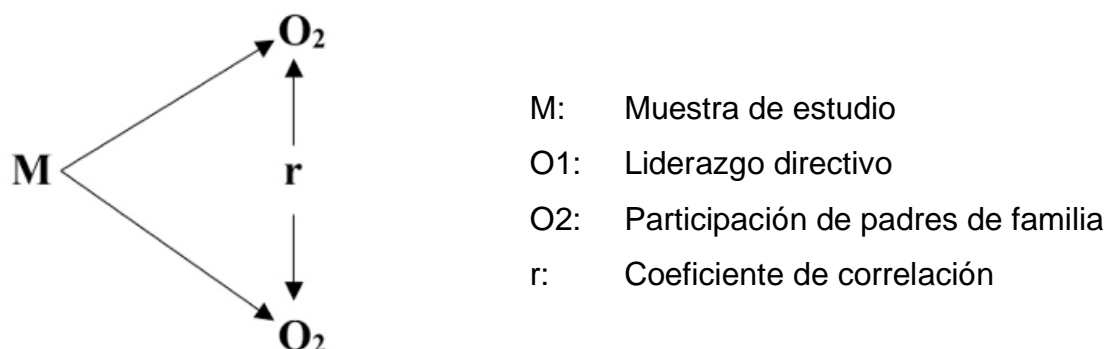 O₂
M
r
O₂
M: Muestra de estudio
O1: Liderazgo directivo
O2: Participación de padres de familia
r: Coeficiente de correlación